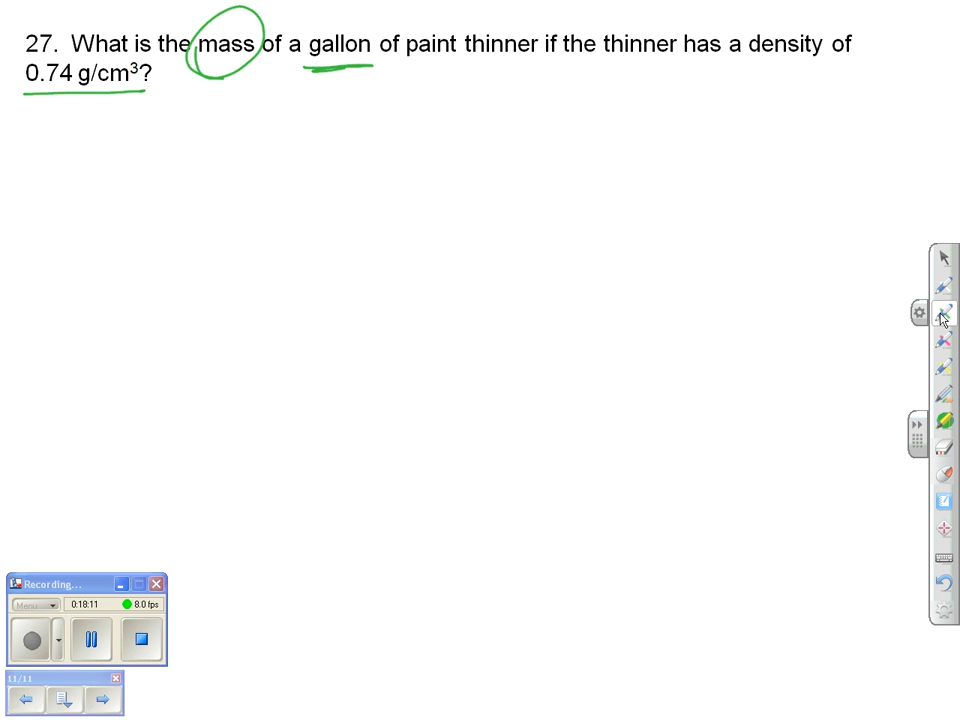 27. What is the mass of a gallon of paint thinner if the thinner has a density of
0.74 g/cm³?
Recording...
Menu
0:18:11
8.0 fps
11/11